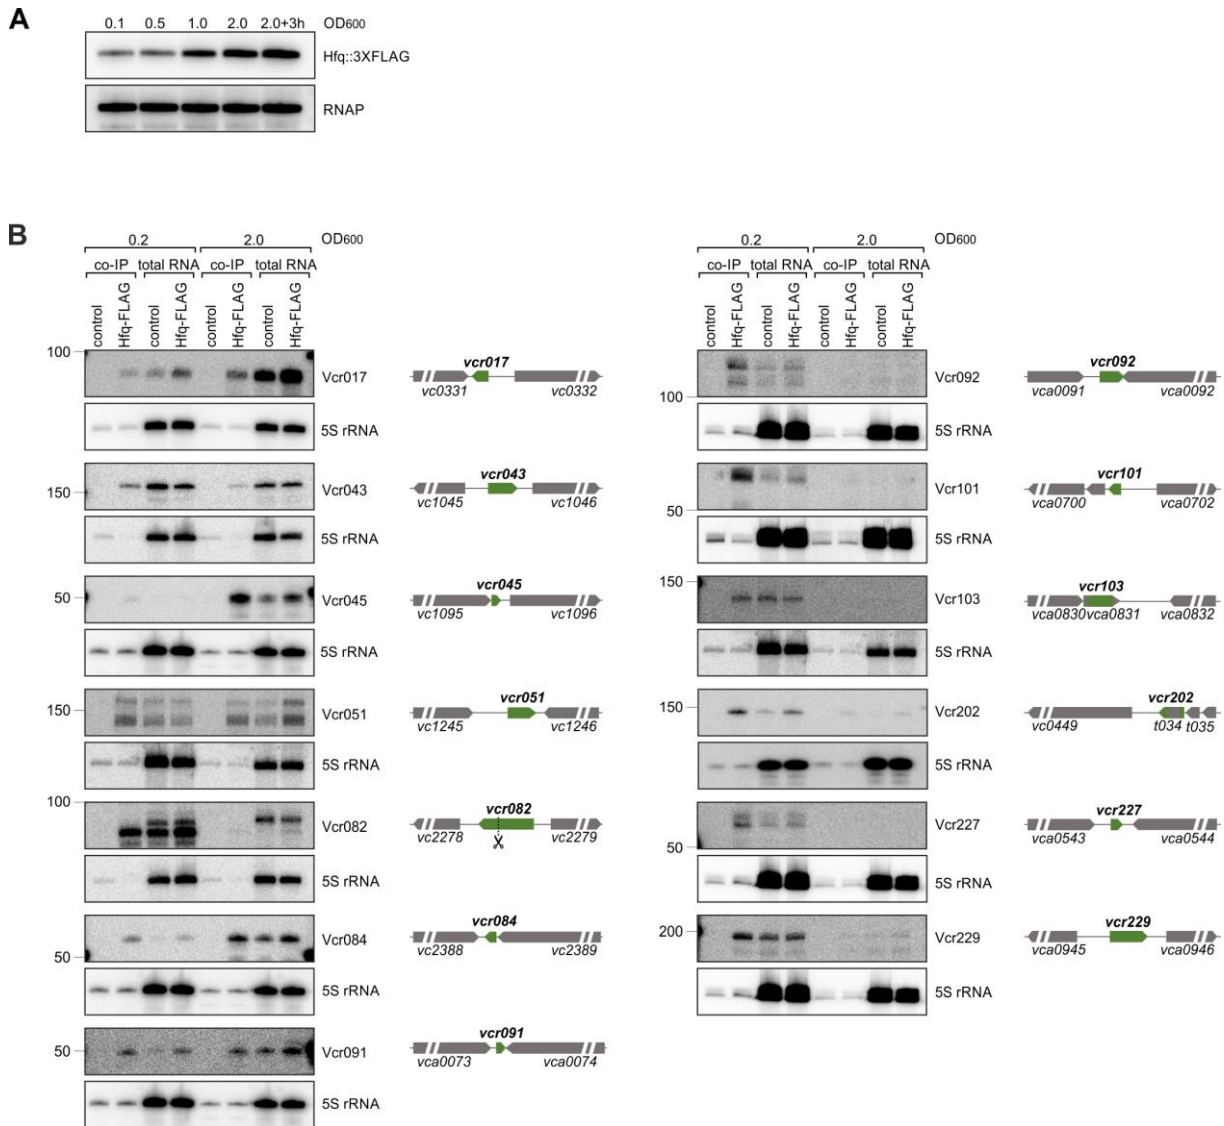 A
0.1 0.5 1.0 2.0 2.0+3h OD600
Hfq::3XFLAG
RNAP
B
0.2 2.0 OD600
co-IP total RNA co-IP total RNA
control Hfq-FLAG control Hfq-FLAG control Hfq-FLAG control Hfq-FLAG
100
Vcr017
vcr017
vc0331 vc0332
5S rRNA
150
Vcr043
vcr043
vc1045 vc1046
5S rRNA
50
Vcr045
vcr045
vc1095 vc1096
5S rRNA
150
Vcr051
vcr051
vc1245 vc1246
5S rRNA
100
Vcr082
vcr082
vc2278 vc2279
5S rRNA
Vcr084
50
vcr084
vc2388 vc2389
5S rRNA
50
Vcr091
vcr091
vca0073 vca0074
5S rRNA
0.2 2.0 OD600
co-IP total RNA co-IP total RNA
control Hfq-FLAG control Hfq-FLAG control Hfq-FLAG control Hfq-FLAG
Vcr092
100
vcr092
vca0091 vca0092
5S rRNA
Vcr101
50
vcr101
vca0700 vca0702
5S rRNA
150
Vcr103
vcr103
vca0830 vca0831 vca0832
5S rRNA
150
Vcr202
vcr202
vc0449 t034 t035
5S rRNA
Vcr227
50
vcr227
vca0543 vca0544
5S rRNA
200
Vcr229
vcr229
vca0945 vca0946
5S rRNA